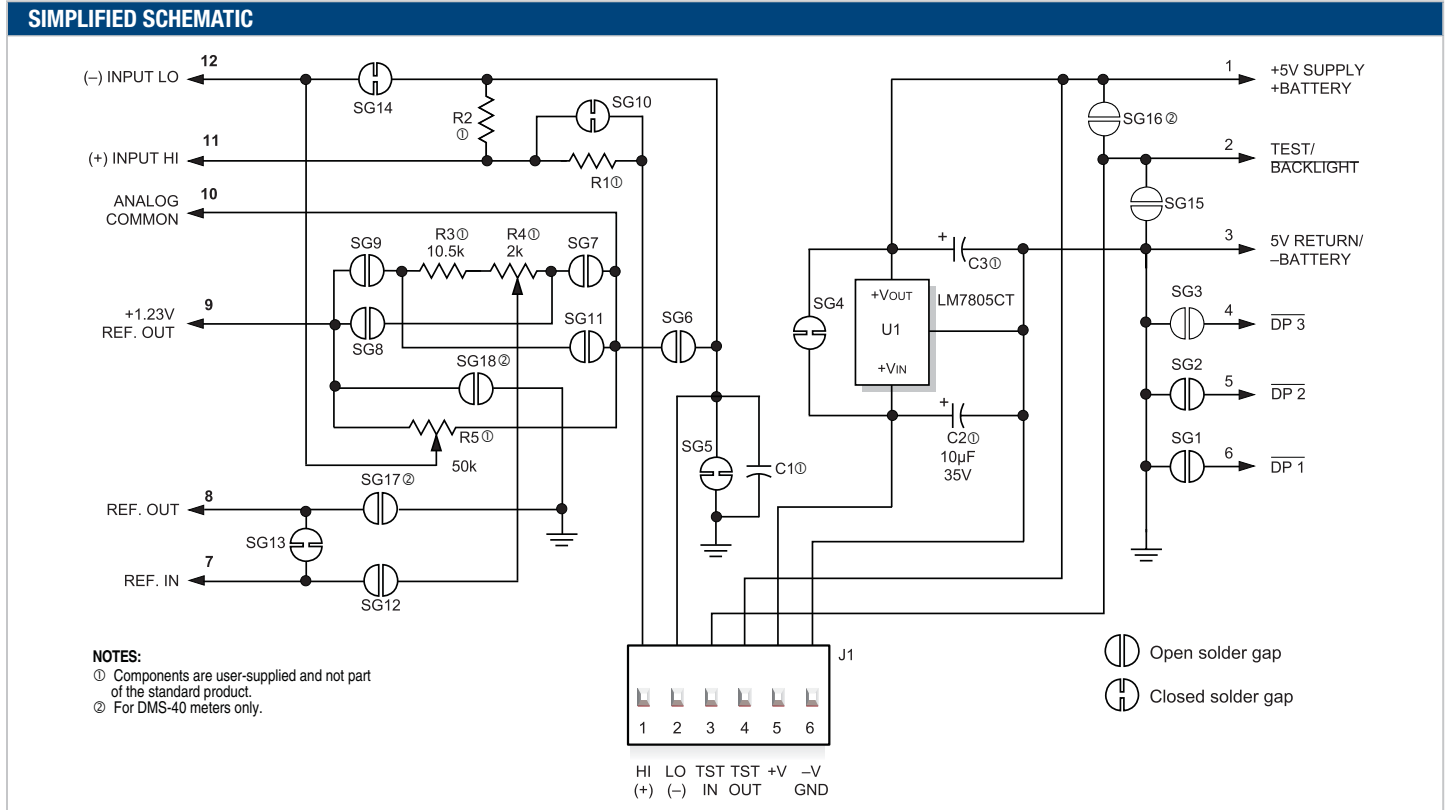 SIMPLIFIED SCHEMATIC
12
(–) INPUT LO
SG14
R2
①
SG10
11
(+) INPUT HI
R1①
10
ANALOG
COMMON
SG9
R3①
10.5k
R4①
2k
SG7
9
+1.23V
REF. OUT
SG8
SG11
SG6
SG18②
R5①
50k
SG17②
8
REF. OUT
SG13
7
REF. IN
SG12
SG5
C1①
1
+5V SUPPLY
+BATTERY
SG16②
2
TEST/
BACKLIGHT
SG15
3
5V RETURN/
–BATTERY
+
C3①
SG4
+VOUT
LM7805CT
U1
+VIN
+
C2①
10µF
35V
SG3
4
DP 3
SG2
5
DP 2
SG1
6
DP 1
NOTES:
① Components are user-supplied and not part
of the standard product.
② For DMS-40 meters only.
J1
1 2 3 4 5 6
HI LO TST TST +V –V
(+) (–) IN OUT GND
Open solder gap
Closed solder gap